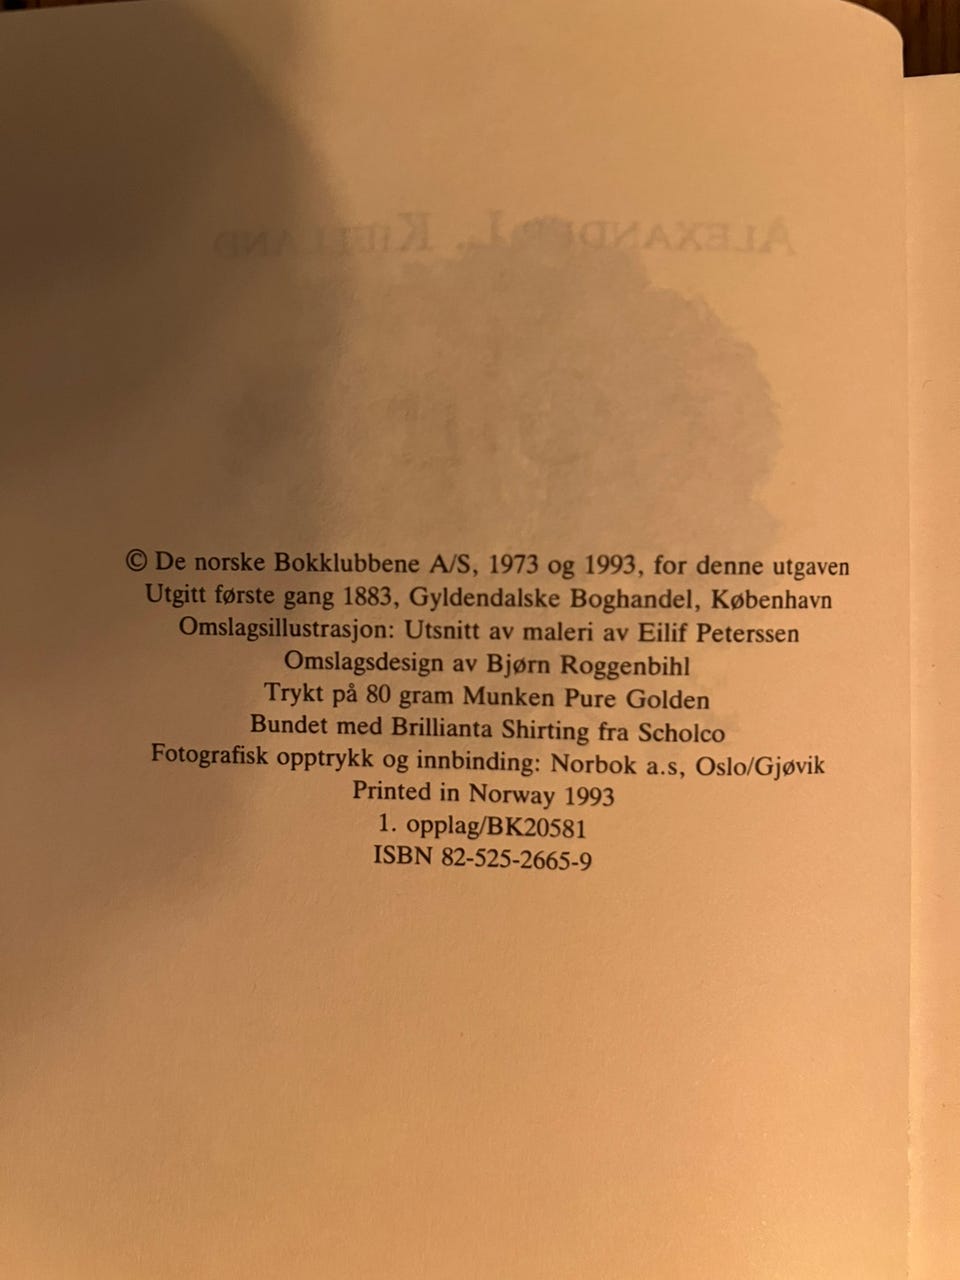 ALEXANDER L. KIELLAND
© De norske Bokklubbene A/S, 1973 og 1993, for denne utgaven
Utgitt første gang 1883, Gyldendalske Boghandel, København
Omslagsillustrasjon: Utsnitt av maleri av Eilif Peterssen
Omslagsdesign av Bjørn Roggenbihl
Trykt på 80 gram Munken Pure Golden
Bundet med Brillianta Shirting fra Scholco
Fotografisk opptrykk og innbinding: Norbok a.s, Oslo/Gjøvik
Printed in Norway 1993
1. opplag/BK20581
ISBN 82-525-2665-9